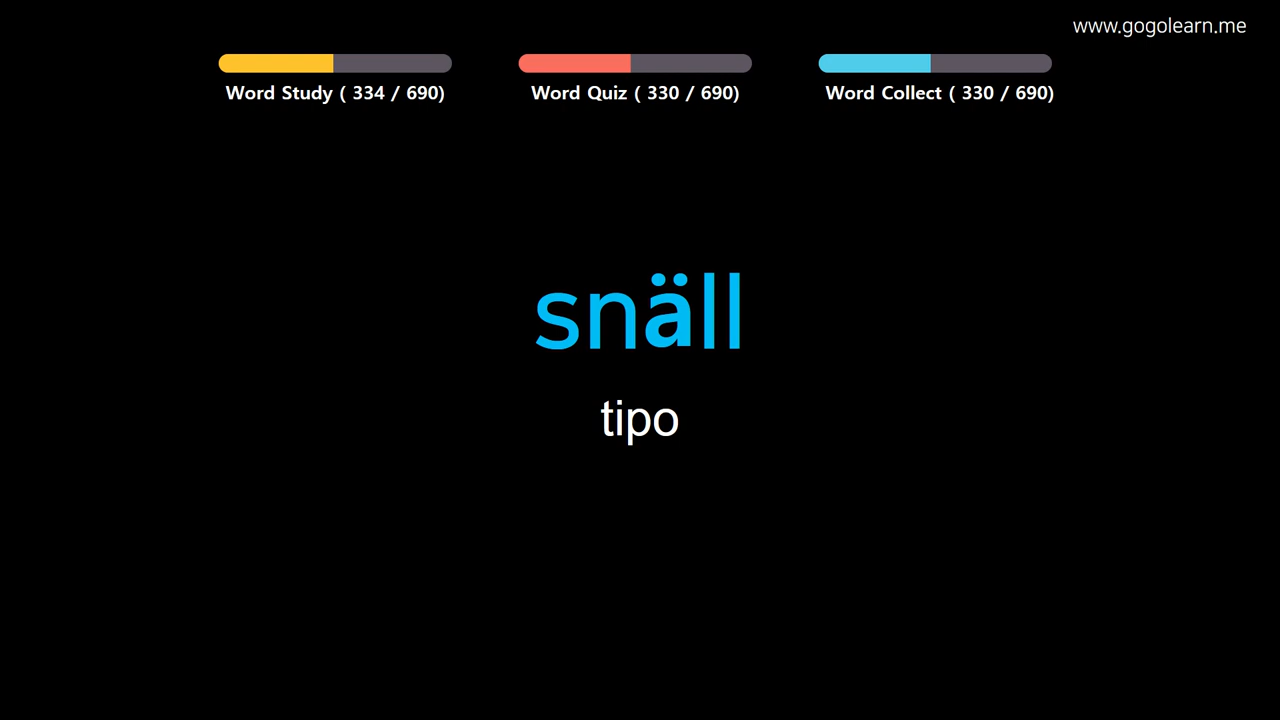 www.gogolearn.me
Word Study ( 334 / 690)
Word Quiz ( 330 / 690)
Word Collect ( 330 / 690)
snäll
tipo